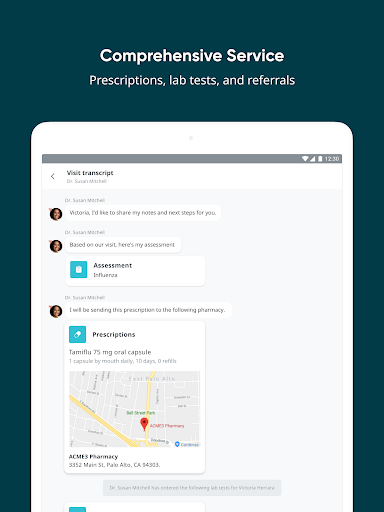 Comprehensive Service
Prescriptions, lab tests, and referrals
12:30
Visit transcript
Dr. Susan Mitchell
Dr. Susan Mitchell
Victoria, I'd like to share my notes and next steps for you.
Dr. Susan Mitchell
Based on our visit, here's my assessment
Assessment
Influenza
Dr. Susan Mitchell
I will be sending this prescription to the following pharmacy.
Prescriptions
Tamiflu 75 mg oral capsule
1 capsule by mouth daily, 10 days, 0 refills
East Palo Alto
Bell Street Park
ACME3 Pharmacy
ACME3 Pharmacy
3352 Main St, Palo Alto, CA 94303.
Dr. Susan Mitchell has ordered the following lab tests for Victoria